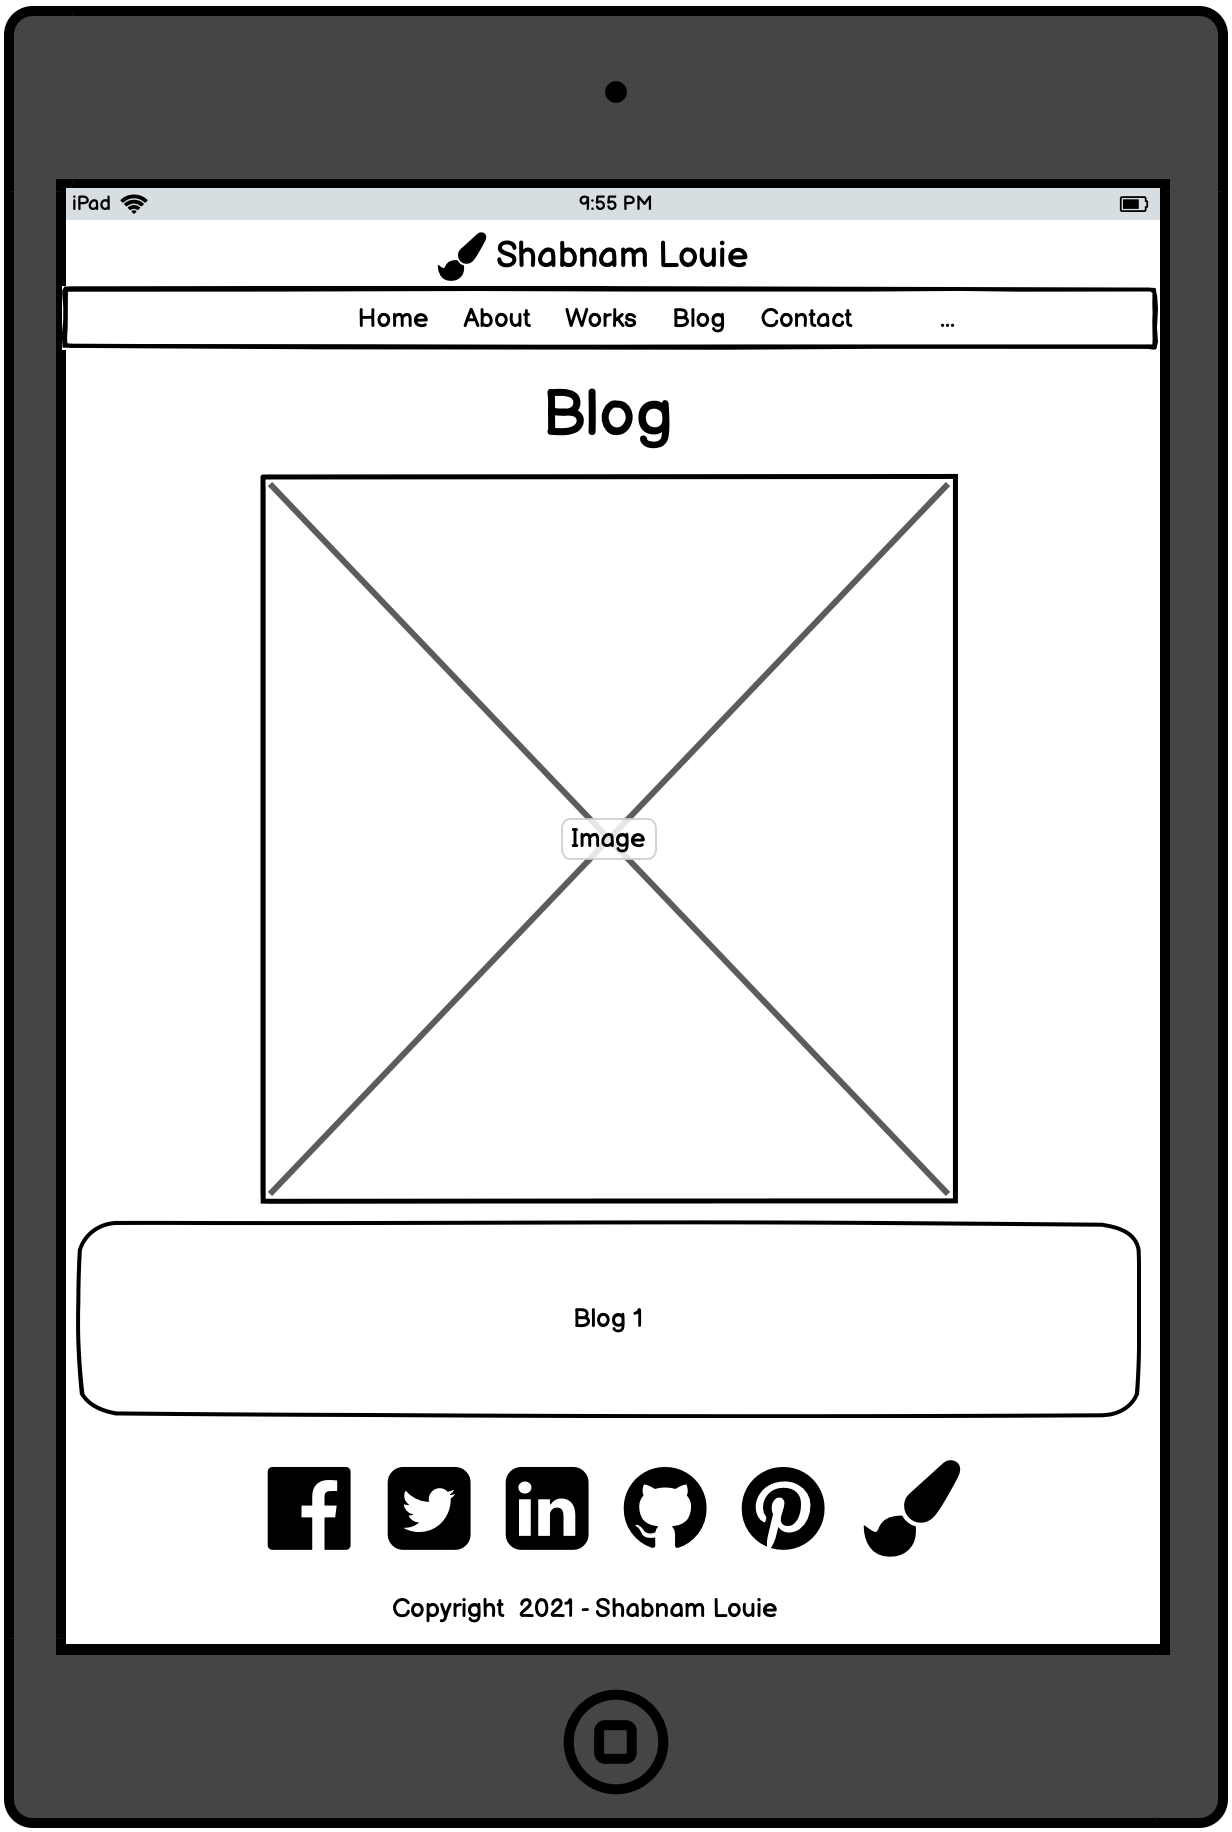 iPad 9:55 PM
Shabnam Louie
Home About Works Blog Contact ...
Blog
Image
Blog 1
f in
Copyright 2021 - Shabnam Louie